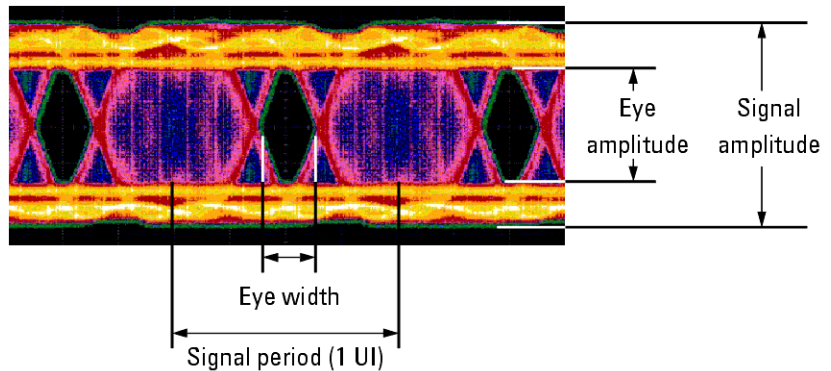 Eye
amplitude
Signal
amplitude
Eye width
Signal period (1 UI)